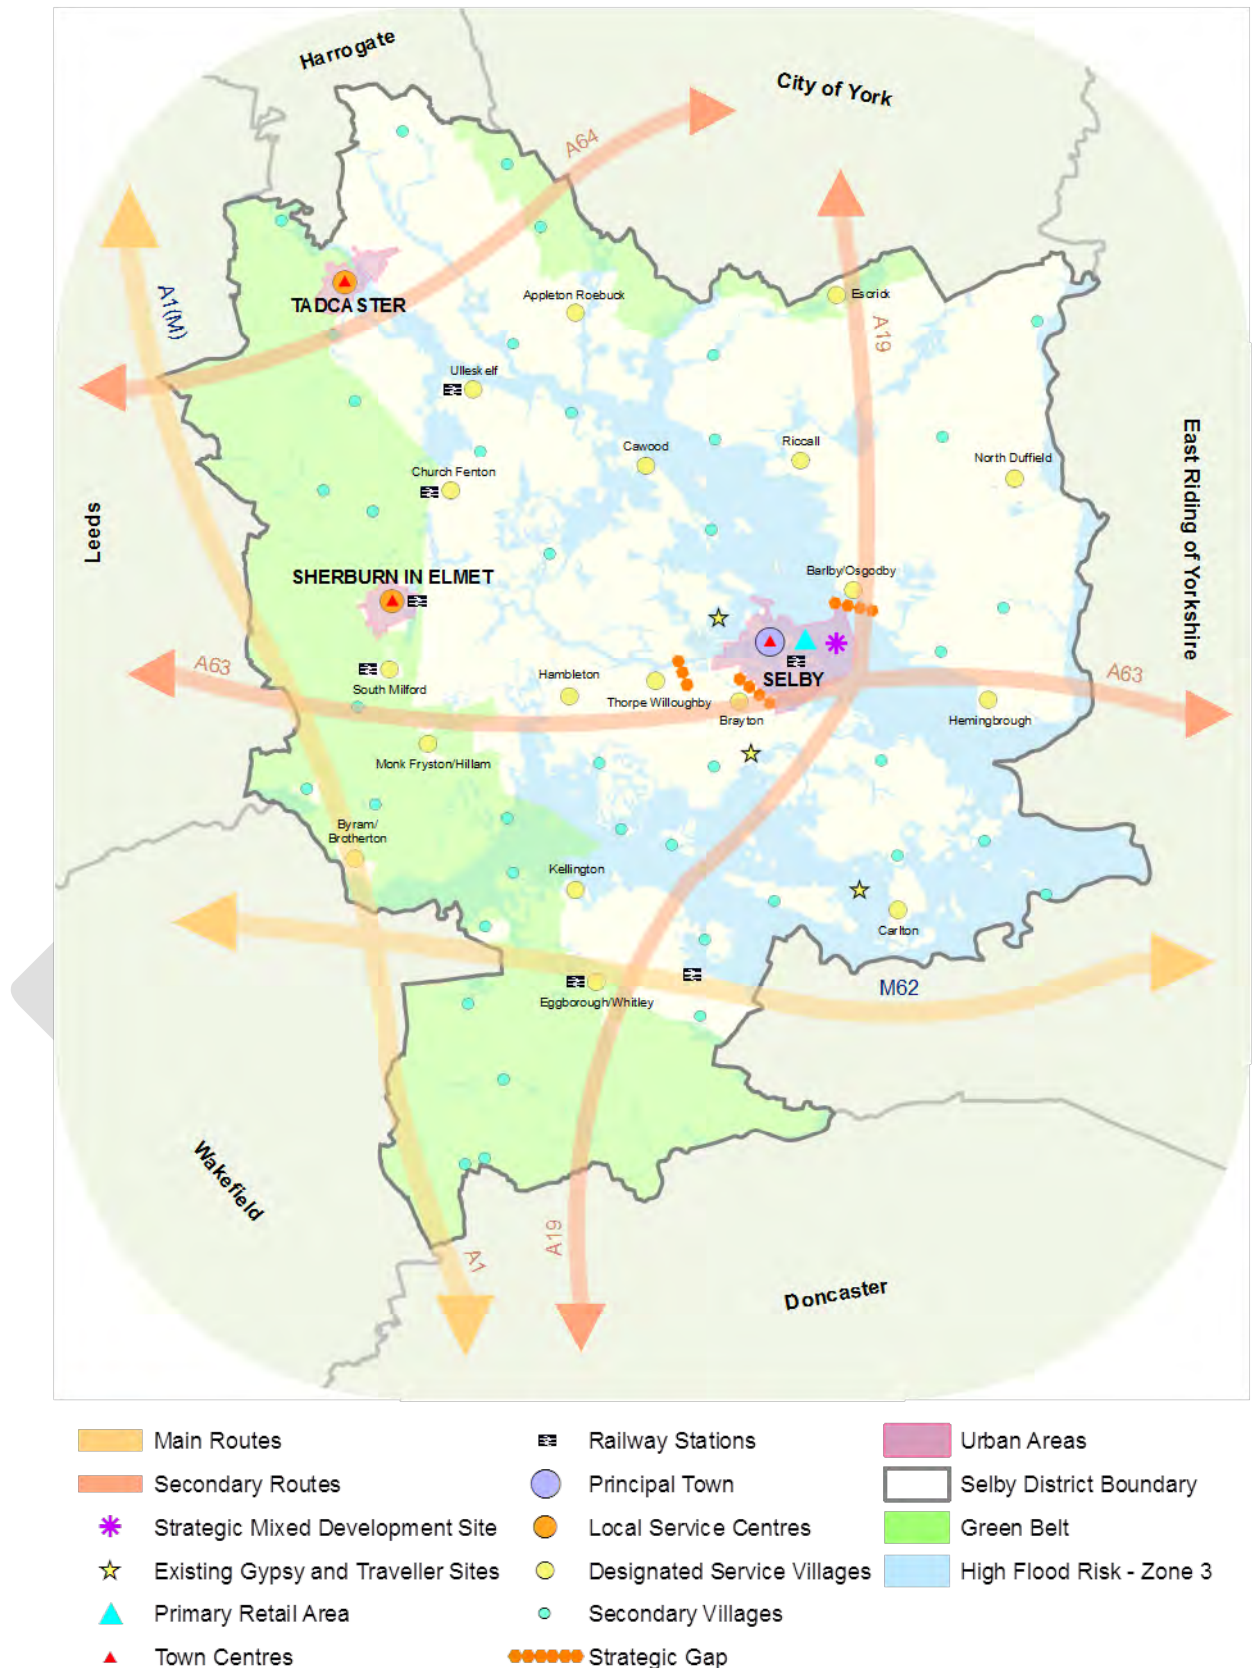 Harrogate
City of York
A64
A1(M)
TADCASTER
Appleton Roebuck
Escrick
A19
Ulleskelf
Cawood
Riccall
North Duffield
Church Fenton
East Riding of Yorkshire
Leeds
SHERBURN IN ELMET
Barlby/Osgodby
A63
South Milford
Hambleton
Thorpe Willoughby
SELBY
Brayton
A63
Hemingbrough
Monk Fryston/Hillam
Byram/
Brotherton
Kellington
Carlton
Eggborough/Whitley
M62
Wakefield
A19
A1
Doncaster
Main Routes
Secondary Routes
Strategic Mixed Development Site
Existing Gypsy and Traveller Sites
Primary Retail Area
Town Centres
Railway Stations
Principal Town
Local Service Centres
Designated Service Villages
Secondary Villages
Strategic Gap
Urban Areas
Selby District Boundary
Green Belt
High Flood Risk - Zone 3